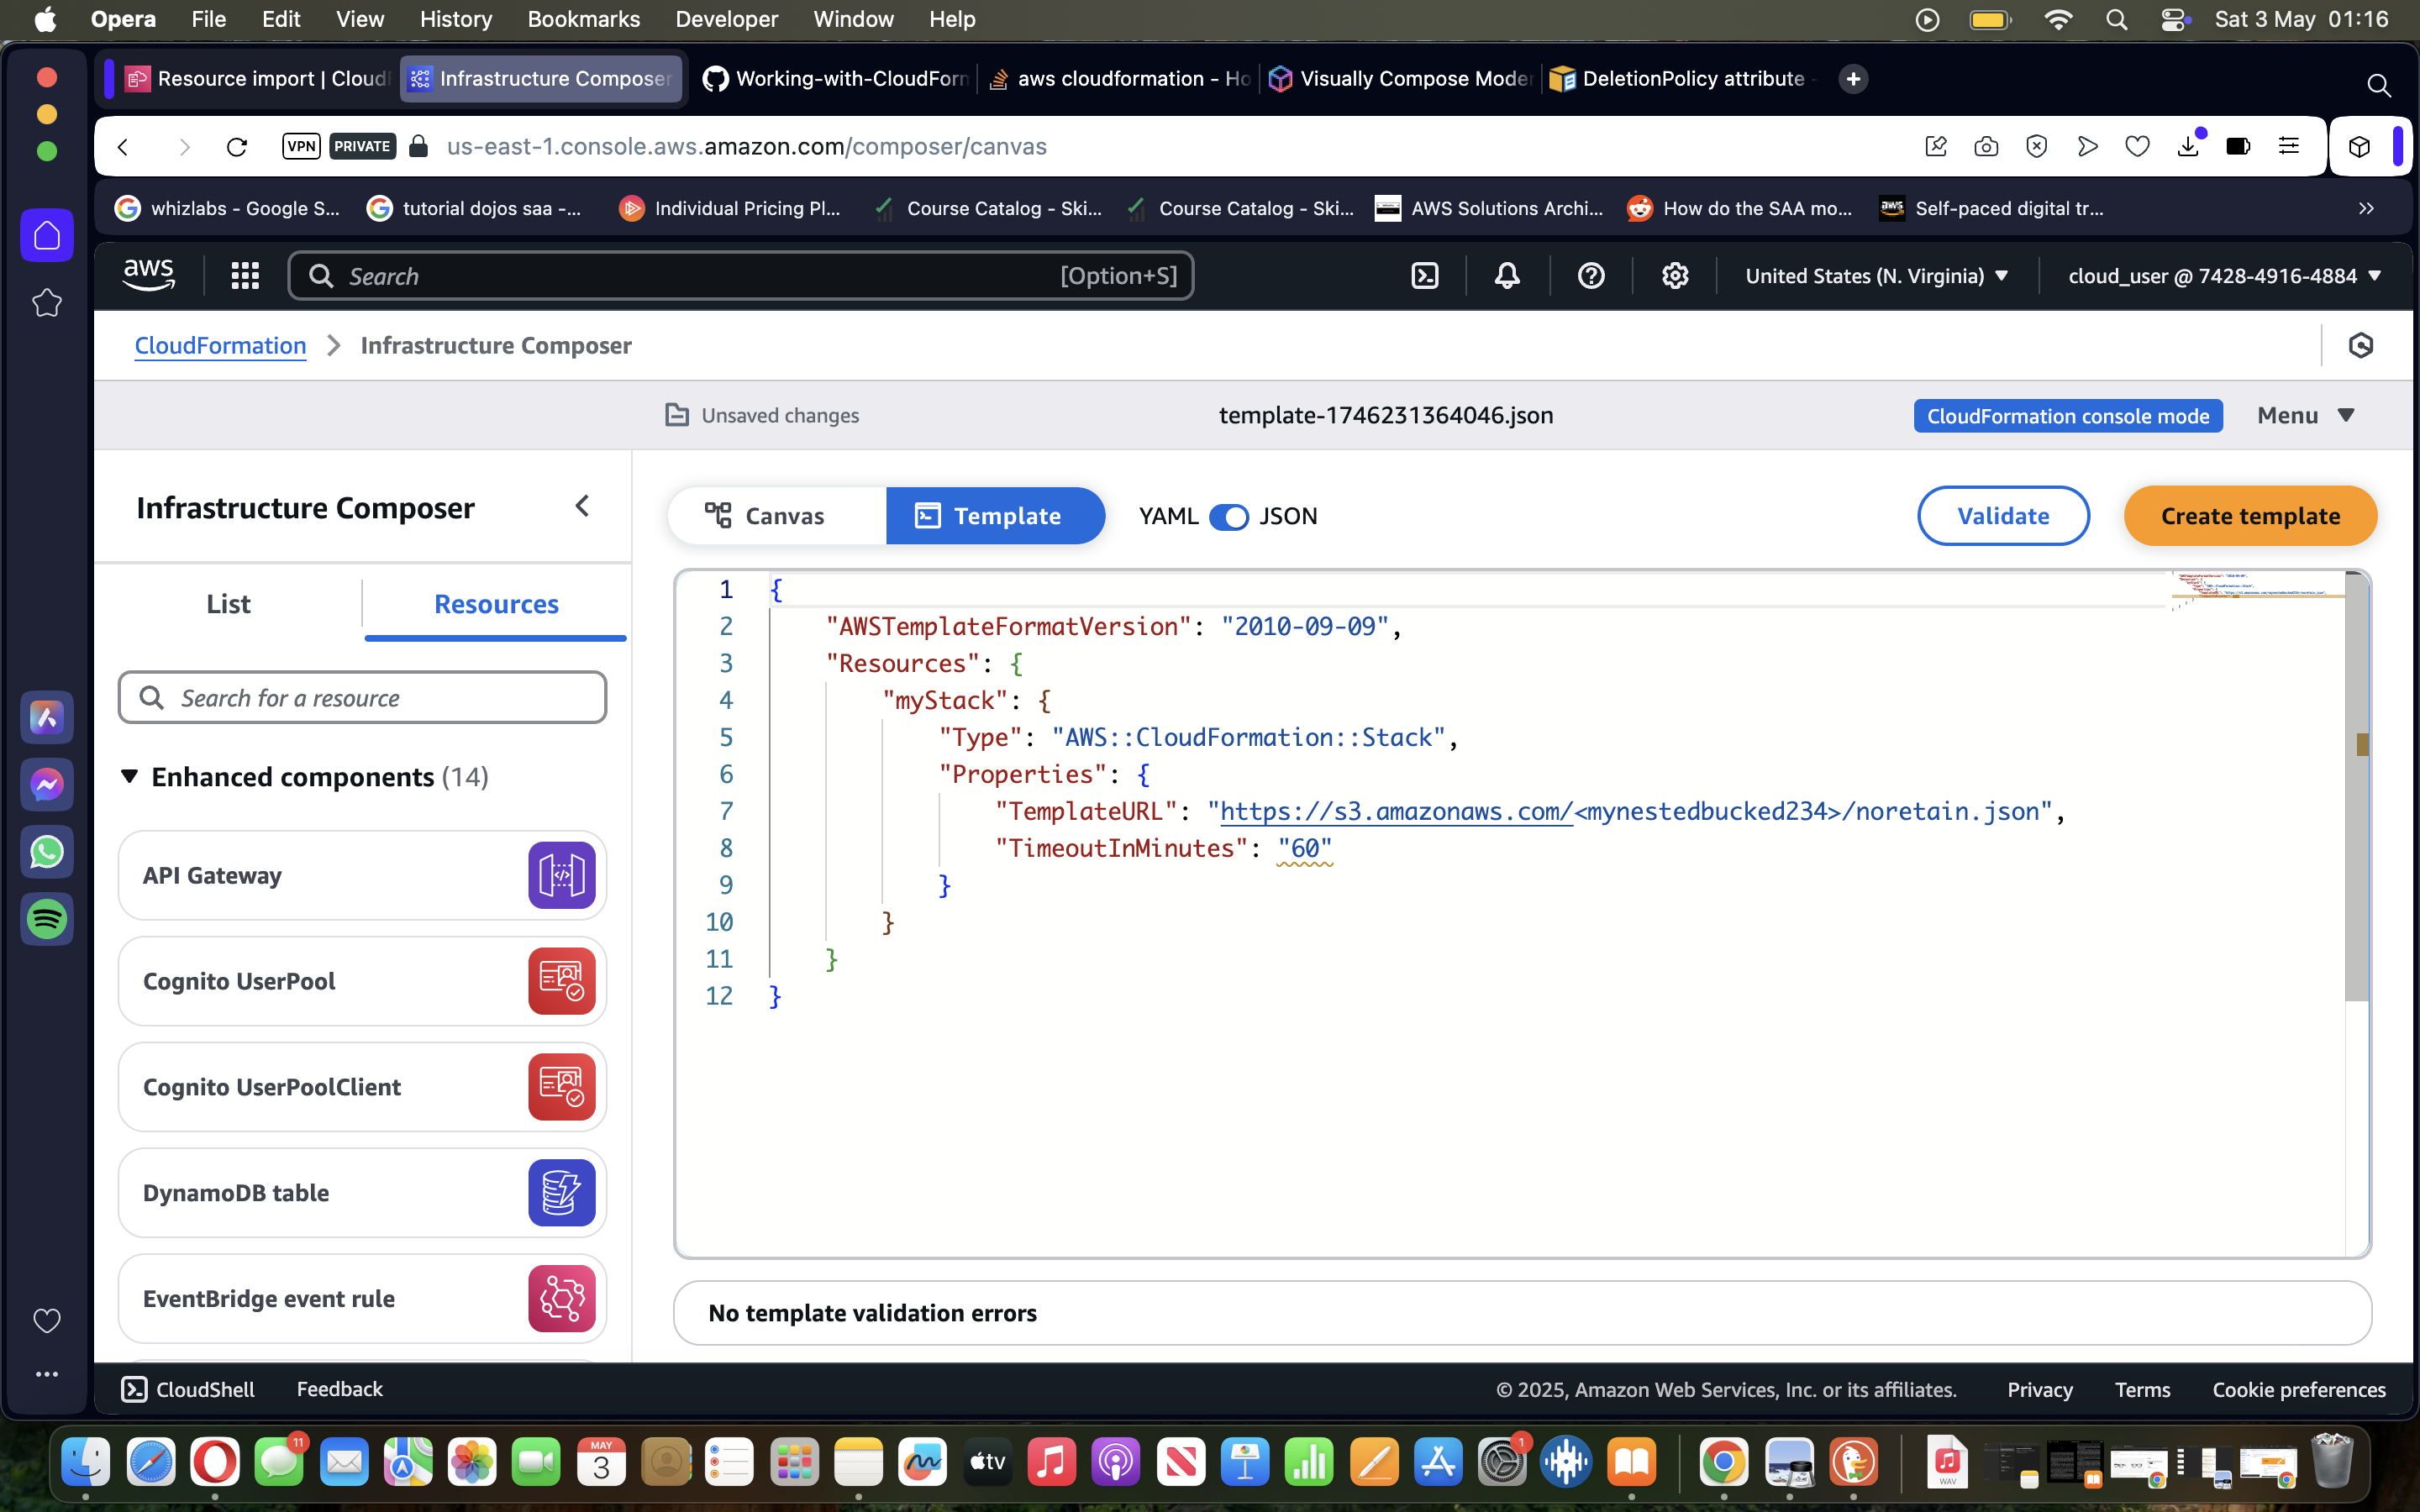 Opera File Edit View History Bookmarks Developer Window Help Sat 3 May 01:16
Resource import | Cloud Infrastructure Composer Working-with-CloudForm aws cloudformation - Ho Visually Compose Moder DeletionPolicy attribute -
VPN PRIVATE us-east-1.console.aws.amazon.com/composer/canvas
whizlabs - Google S... tutorial dojos saa -... Individual Pricing Pl... Course Catalog - Ski... Course Catalog - Ski... AWS Solutions Archi... How do the SAA mo... Self-paced digital tr...
aws Search [Option+S] United States (N. Virginia) cloud_user @ 7428-4916-4884
CloudFormation Infrastructure Composer
Unsaved changes template-1746231364046.json CloudFormation console mode Menu
Infrastructure Composer
Canvas Template YAML JSON Validate Create template
List Resources
Search for a resource
Enhanced components (14)
API Gateway
Cognito UserPool
Cognito UserPoolClient
DynamoDB table
EventBridge event rule
1 {
2 "AWSTemplateFormatVersion": "2010-09-09",
3 "Resources": {
4 "myStack": {
5 "Type": "AWS::CloudFormation::Stack",
6 "Properties": {
7 "TemplateURL": "https://s3.amazonaws.com/<mynestedbucked234>/noretain.json",
8 "TimeoutInMinutes": "60"
9 }
10 }
11 }
12 }
No template validation errors
CloudShell Feedback © 2025, Amazon Web Services, Inc. or its affiliates. Privacy Terms Cookie preferences
11
MAY
3
tv
1
WAV